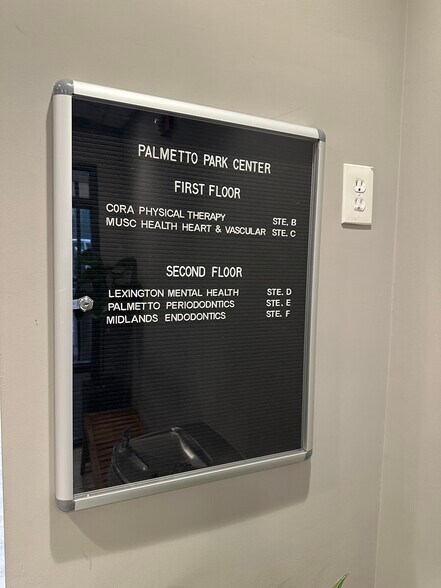 PALMETTO PARK CENTER
FIRST FLOOR
CORA PHYSICAL THERAPY STE. B
MUSC HEALTH HEART & VASCULAR STE. C
SECOND FLOOR
LEXINGTON MENTAL HEALTH STE. D
PALMETTO PERIODODNTICS STE. E
MIDLANDS ENDODONTICS STE. F